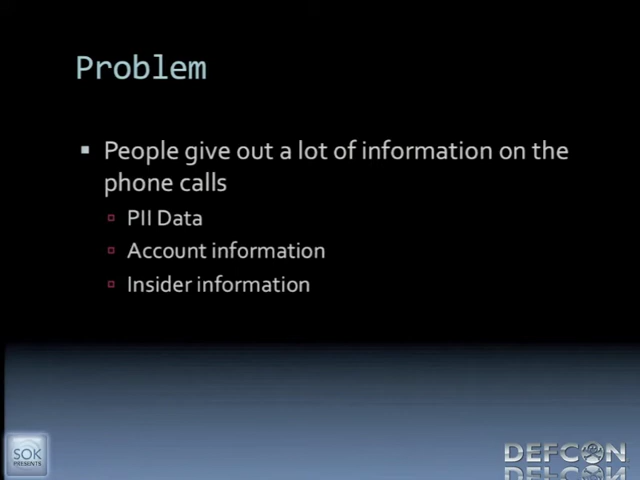 Problem
People give out a lot of information on the
phone calls
PII Data
Account information
Insider information
SOK
PRESENTS
DEFCON